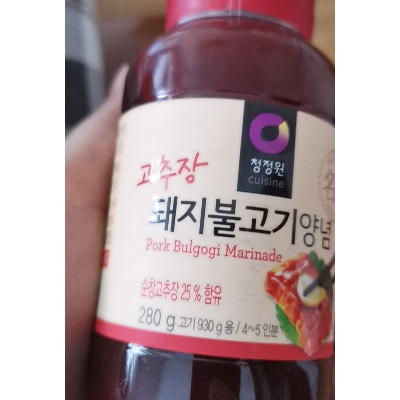 청정원
cuisine
고추장
돼지불고기양념
Pork Bulgogi Marinade
순창고추장 25 % 함유
280 g 고기 930 g 용 / 4~5 인분